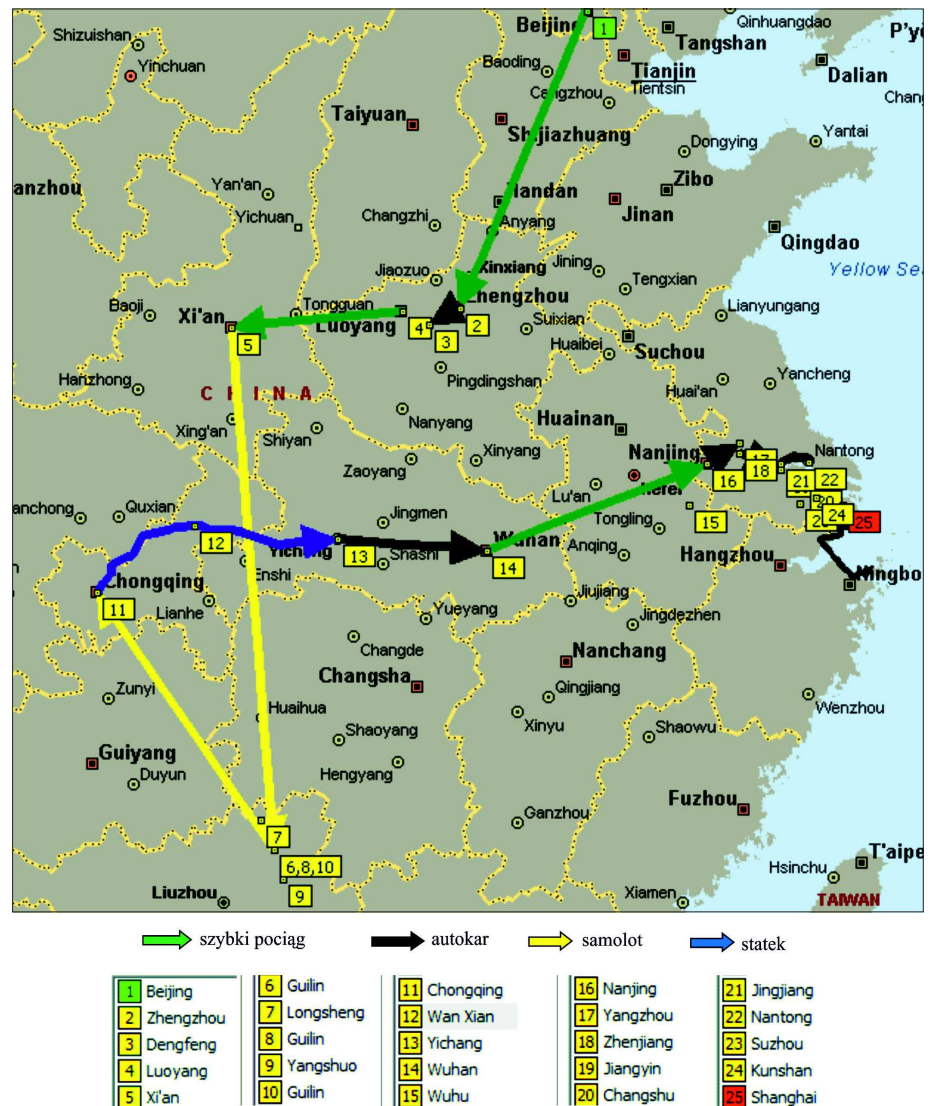 Beijing
1
Qinhuangdao
Shizuishan
Tangshan
P'y
Yinchuan
Baoding
Tianjin
Tientsin
Dalian
Cangzhou
Chang
Taiyuan
Shijiazhuang
Yantai
Dongying
anzhou
Yan'an
Handan
Zibo
Yichuan
Changzhi
Anyang
Jinan
Qingdao
Jiaozuo
Xinxiang
Jining
Yellow Se
Tengxian
Baoji
Tongguan
Zhengzhou
Lianyungang
Xi'an
Luoyang
4
2
Suixian
5
3
Huaibei
Suchou
Hanzhong
Pingdingshan
Huai'an
Yancheng
CHINA
Xing'an
Nanyang
Huainan
Shiyan
Xinyang
Nanjing
17
Nantong
Zaoyang
18
16
21
22
Lu'an
Hefei
20
anchong
Quxian
Jingmen
Tongling
15
24
25
12
Yichang
Wuhan
Anqing
Hangzhou
13
Shashi
14
Enshi
Ningbo
Chongqing
11
Lianhe
Jiujiang
Yueyang
Jingdezhen
Changde
Nanchang
Changsha
Zunyi
Qingjiang
Wenzhou
Huaihua
Xinyu
Shaoyang
Shaowu
Guiyang
Hengyang
Duyun
Fuzhou
Ganzhou
7
T'aipe
6,8,10
Hsinchu
Liuzhou
9
Xiamen
TAIWAN
szybki pociąg
autokar
samolot
statek
1 Beijing
2 Zhengzhou
3 Dengfeng
4 Luoyang
5 Xi'an
6 Guilin
7 Longsheng
8 Guilin
9 Yangshuo
10 Guilin
11 Chongqing
12 Wan Xian
13 Yichang
14 Wuhan
15 Wuhu
16 Nanjing
17 Yangzhou
18 Zhenjiang
19 Jiangyin
20 Changshu
21 Jingjiang
22 Nantong
23 Suzhou
24 Kunshan
25 Shanghai